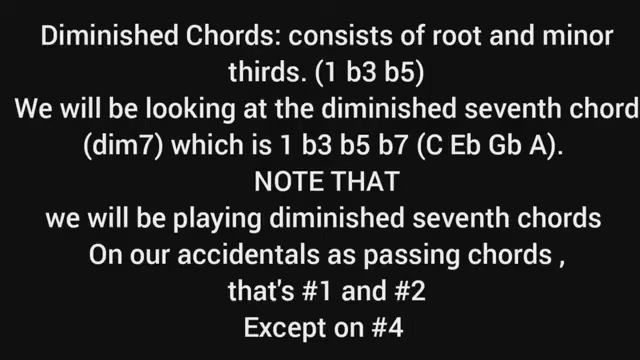 Diminished Chords: consists of root and minor
thirds. (1 b3 b5)
We will be looking at the diminished seventh chord
(dim7) which is 1 b3 b5 b7 (C Eb Gb A).
NOTE THAT
we will be playing diminished seventh chords
On our accidentals as passing chords ,
that's #1 and #2
Except on #4